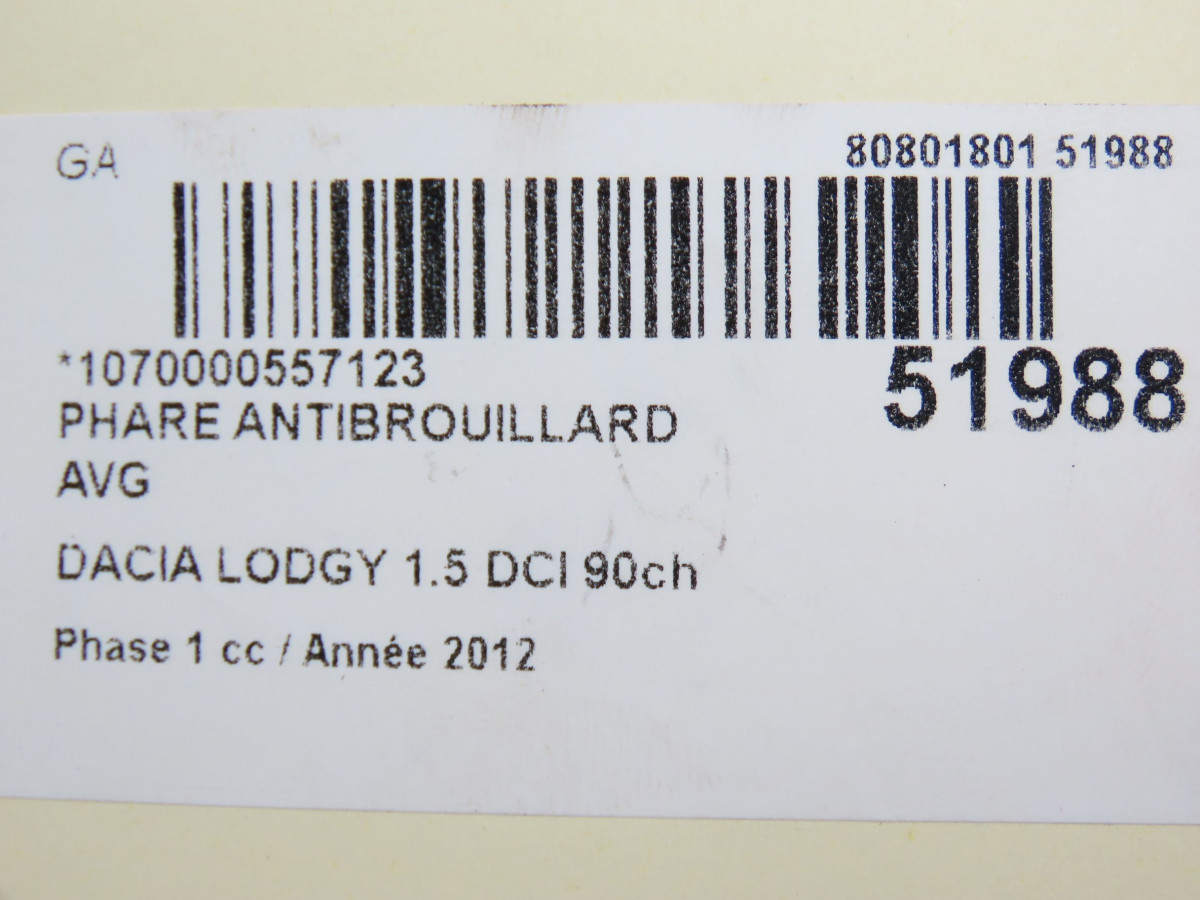 GA
80801801 51988
*1070000557123
51988
PHARE ANTIBROUILLARD
AVG
DACIA LODGY 1.5 DCI 90ch
Phase 1 cc / Année 2012